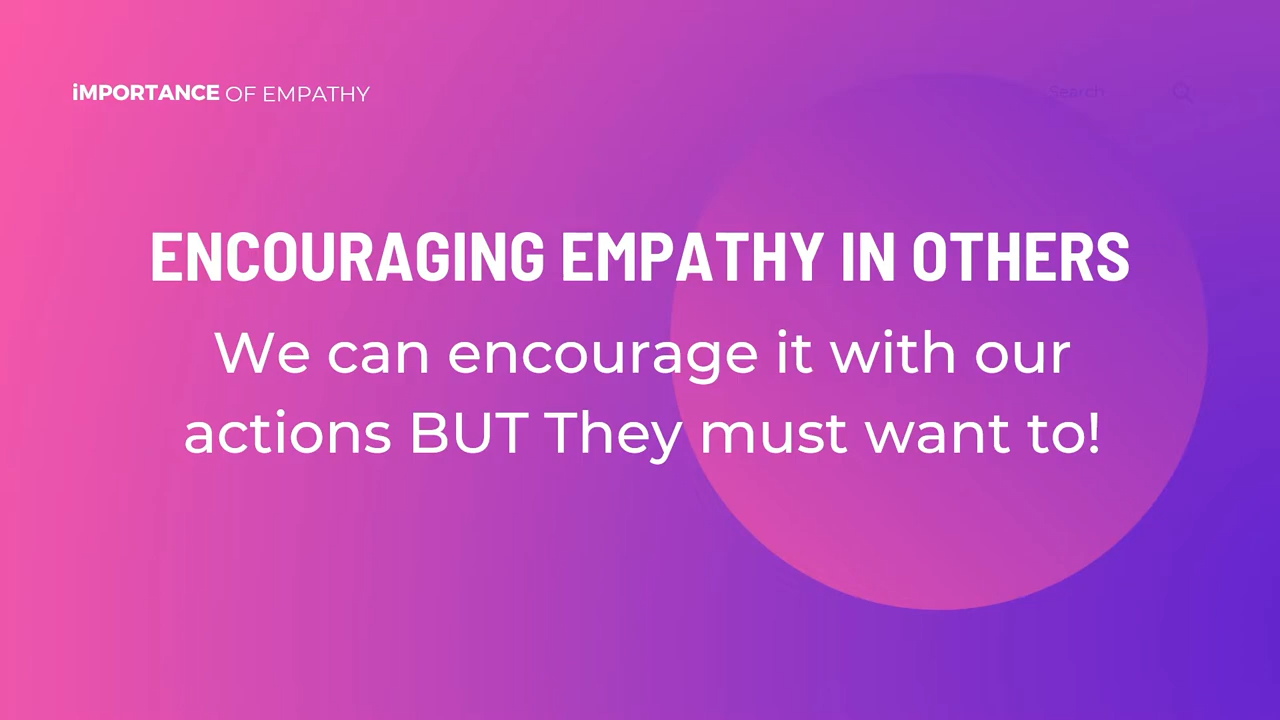 iMPORTANCE OF EMPATHY
Search
ENCOURAGING EMPATHY IN OTHERS
We can encourage it with our
actions BUT They must want to!